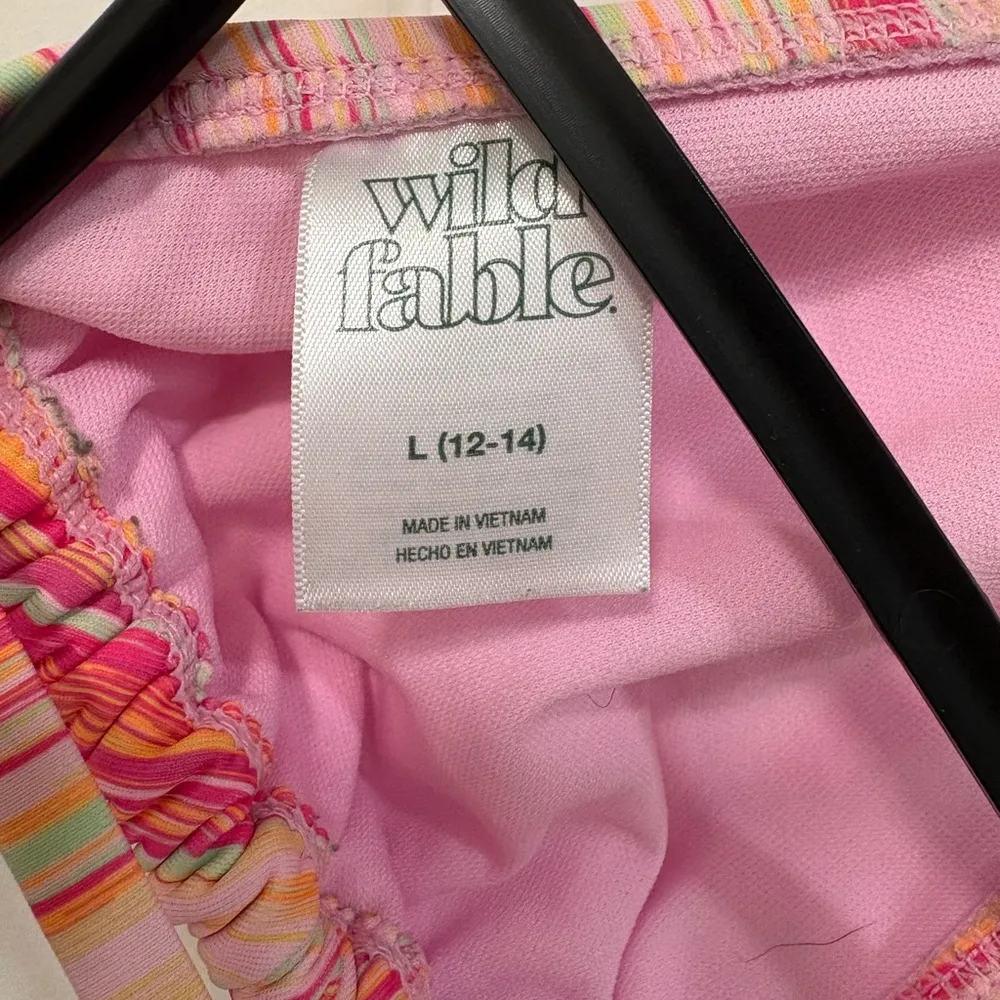 wild
fable.
L (12-14)
MADE IN VIETNAM
HECHO EN VIETNAM